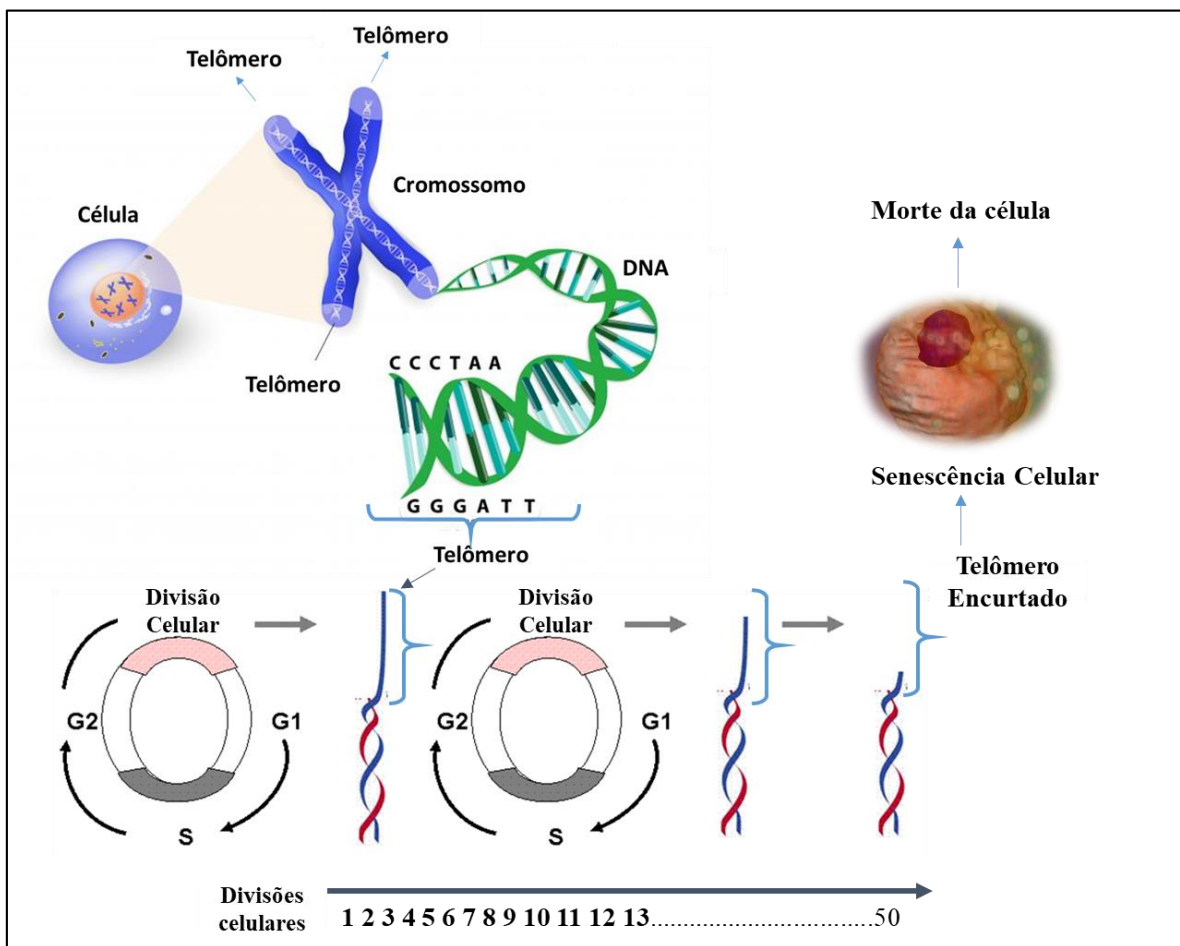 Telômero
Telômero
Célula
Cromossomo
DNA
Telômero
C C C T A A
G G G A T T
Telômero
Morte da célula
Senescência Celular
Telômero
Encurtado
Divisão
Celular
G2
G1
S
Divisão
Celular
G2
G1
S
Divisões
celulares
1 2 3 4 5 6 7 8 9 10 11 12 13.......................................50